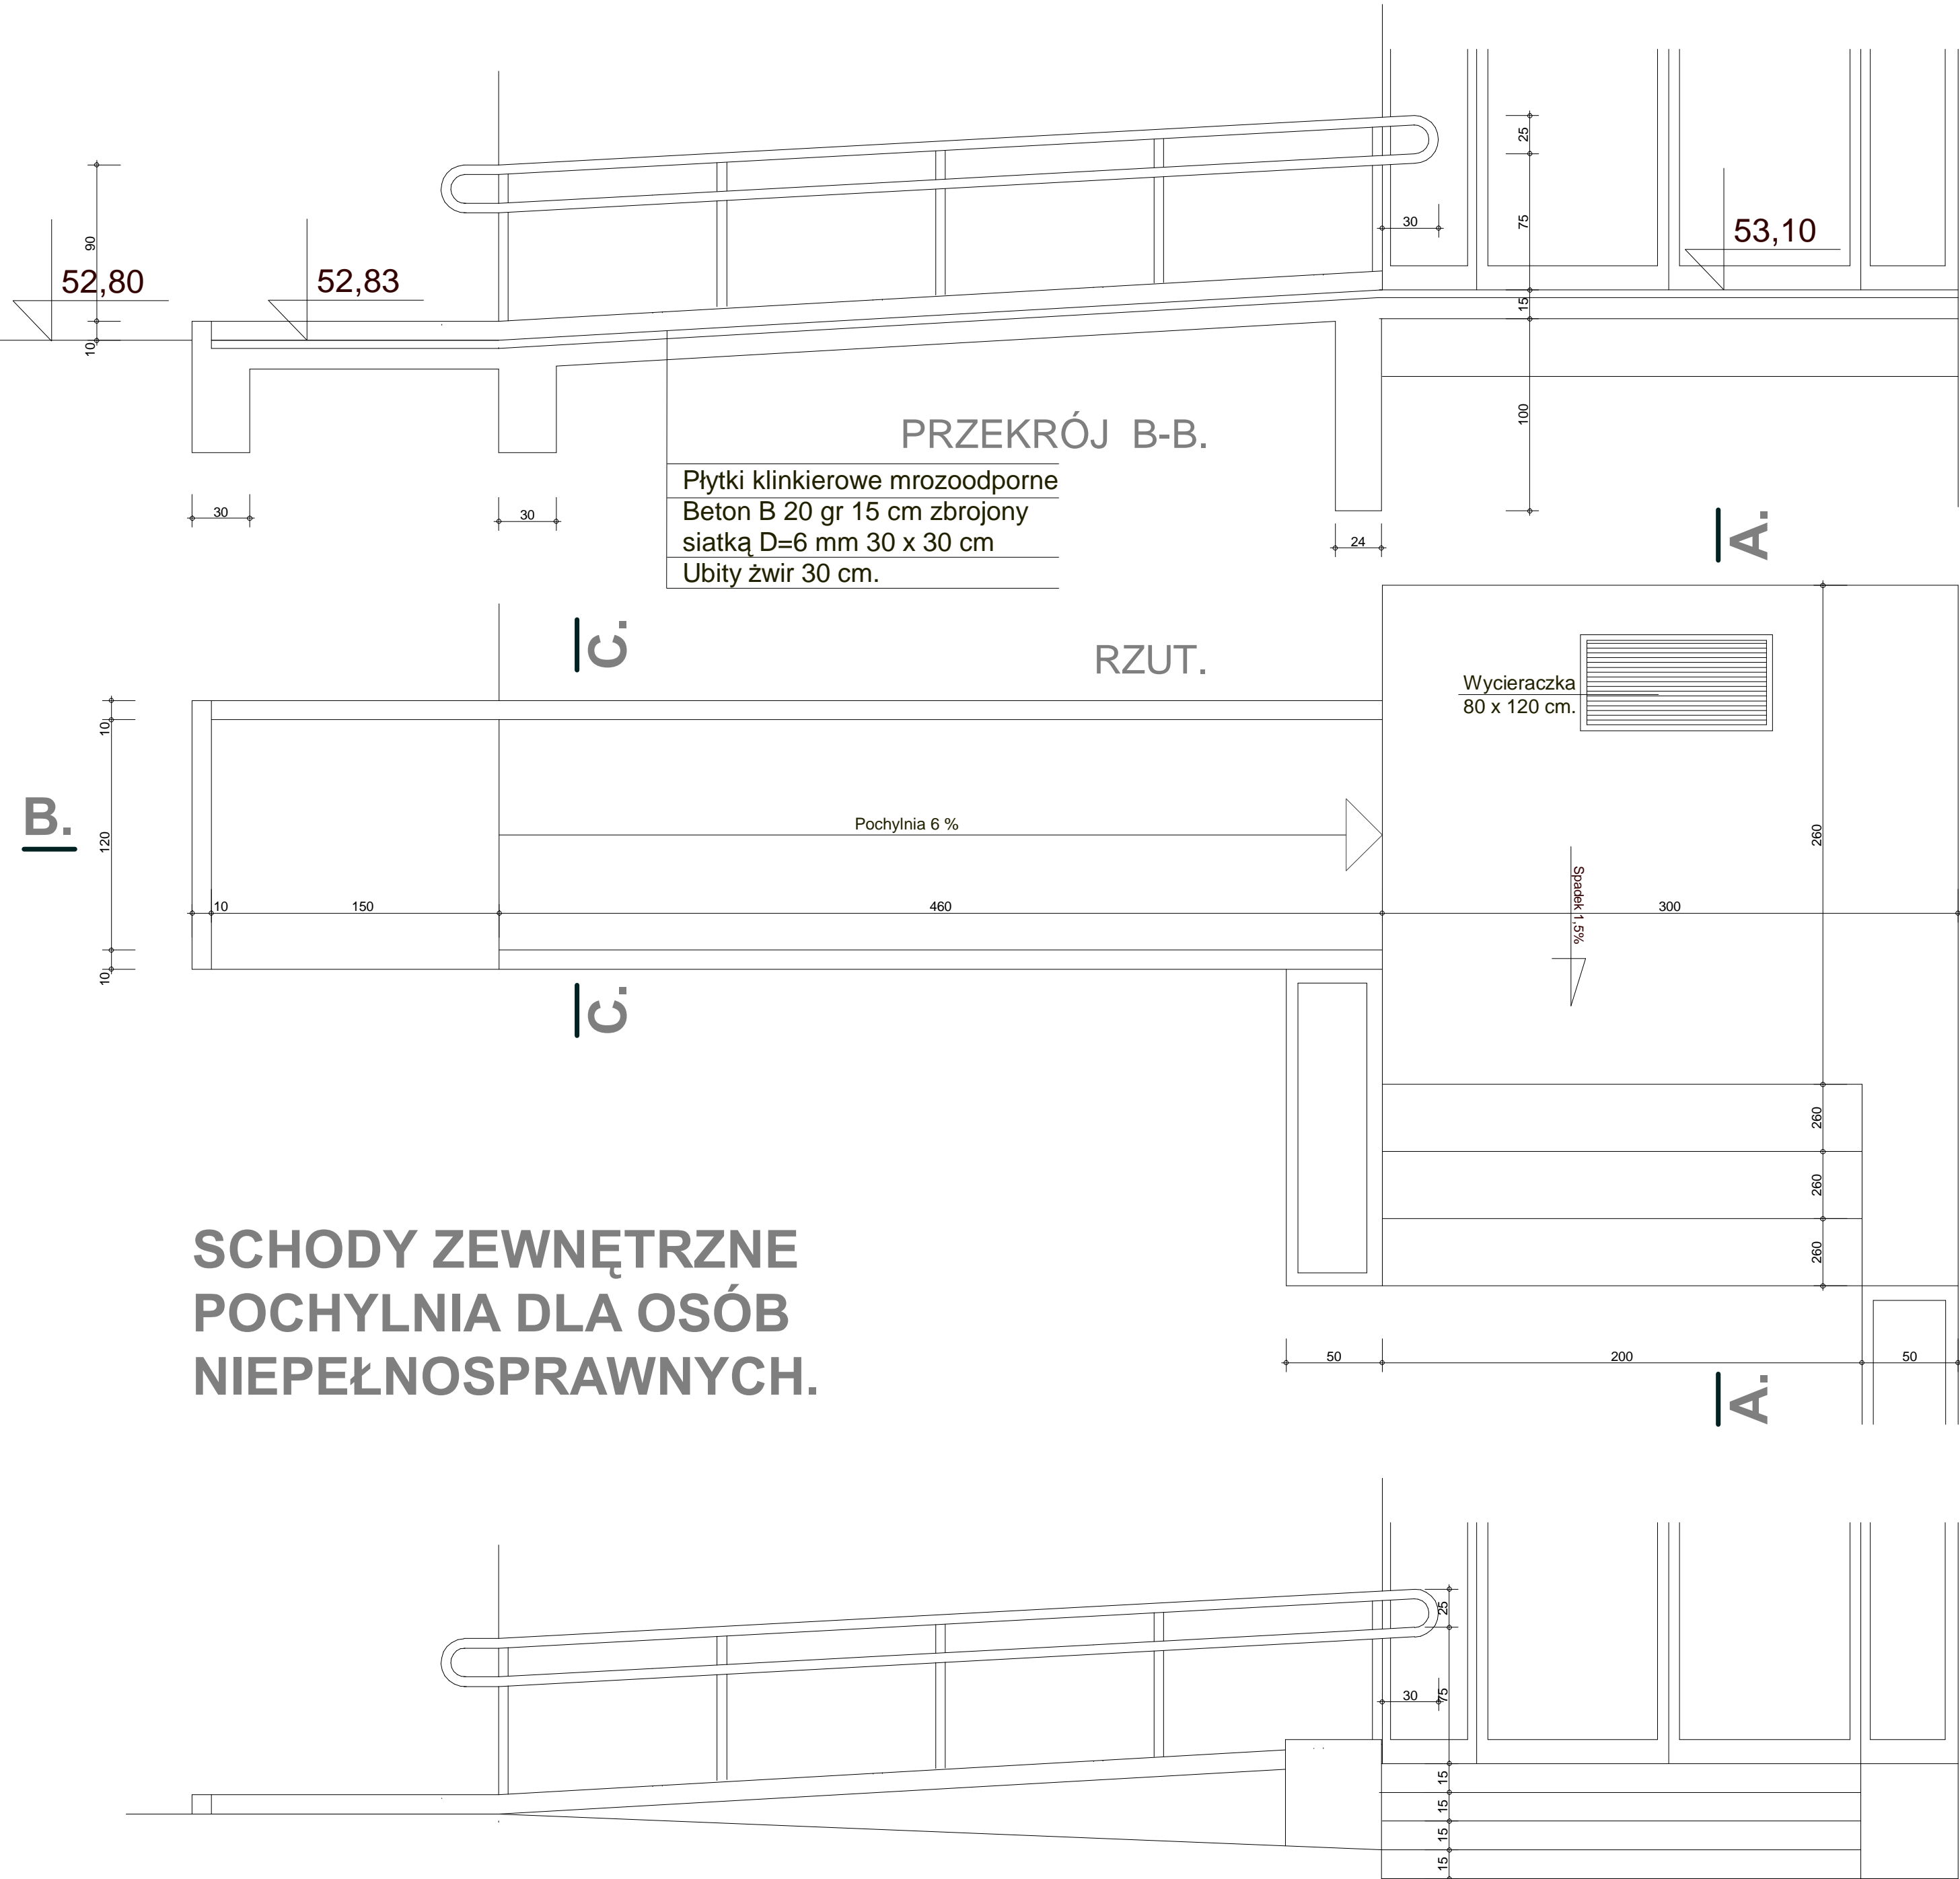 25
90
75
30
53,10
52,80
52,83
15
10
100
PRZEKRÓJ B-B.
Płytki klinkierowe mrozoodporne
Beton B 20 gr 15 cm zbrojony
siatką D=6 mm 30 x 30 cm
Ubity żwir 30 cm.
30
30
24
A.
C.
RZUT.
Wycieraczka
80 x 120 cm.
10
B.
120
Pochylnia 6 %
260
Spadek 1,5%
10
150
460
300
10
C.
260
260
260
SCHODY ZEWNĘTRZNE
POCHYLNIA DLA OSÓB
NIEPEŁNOSPRAWNYCH.
50
200
50
A.
25
30
75
15
15
15
15